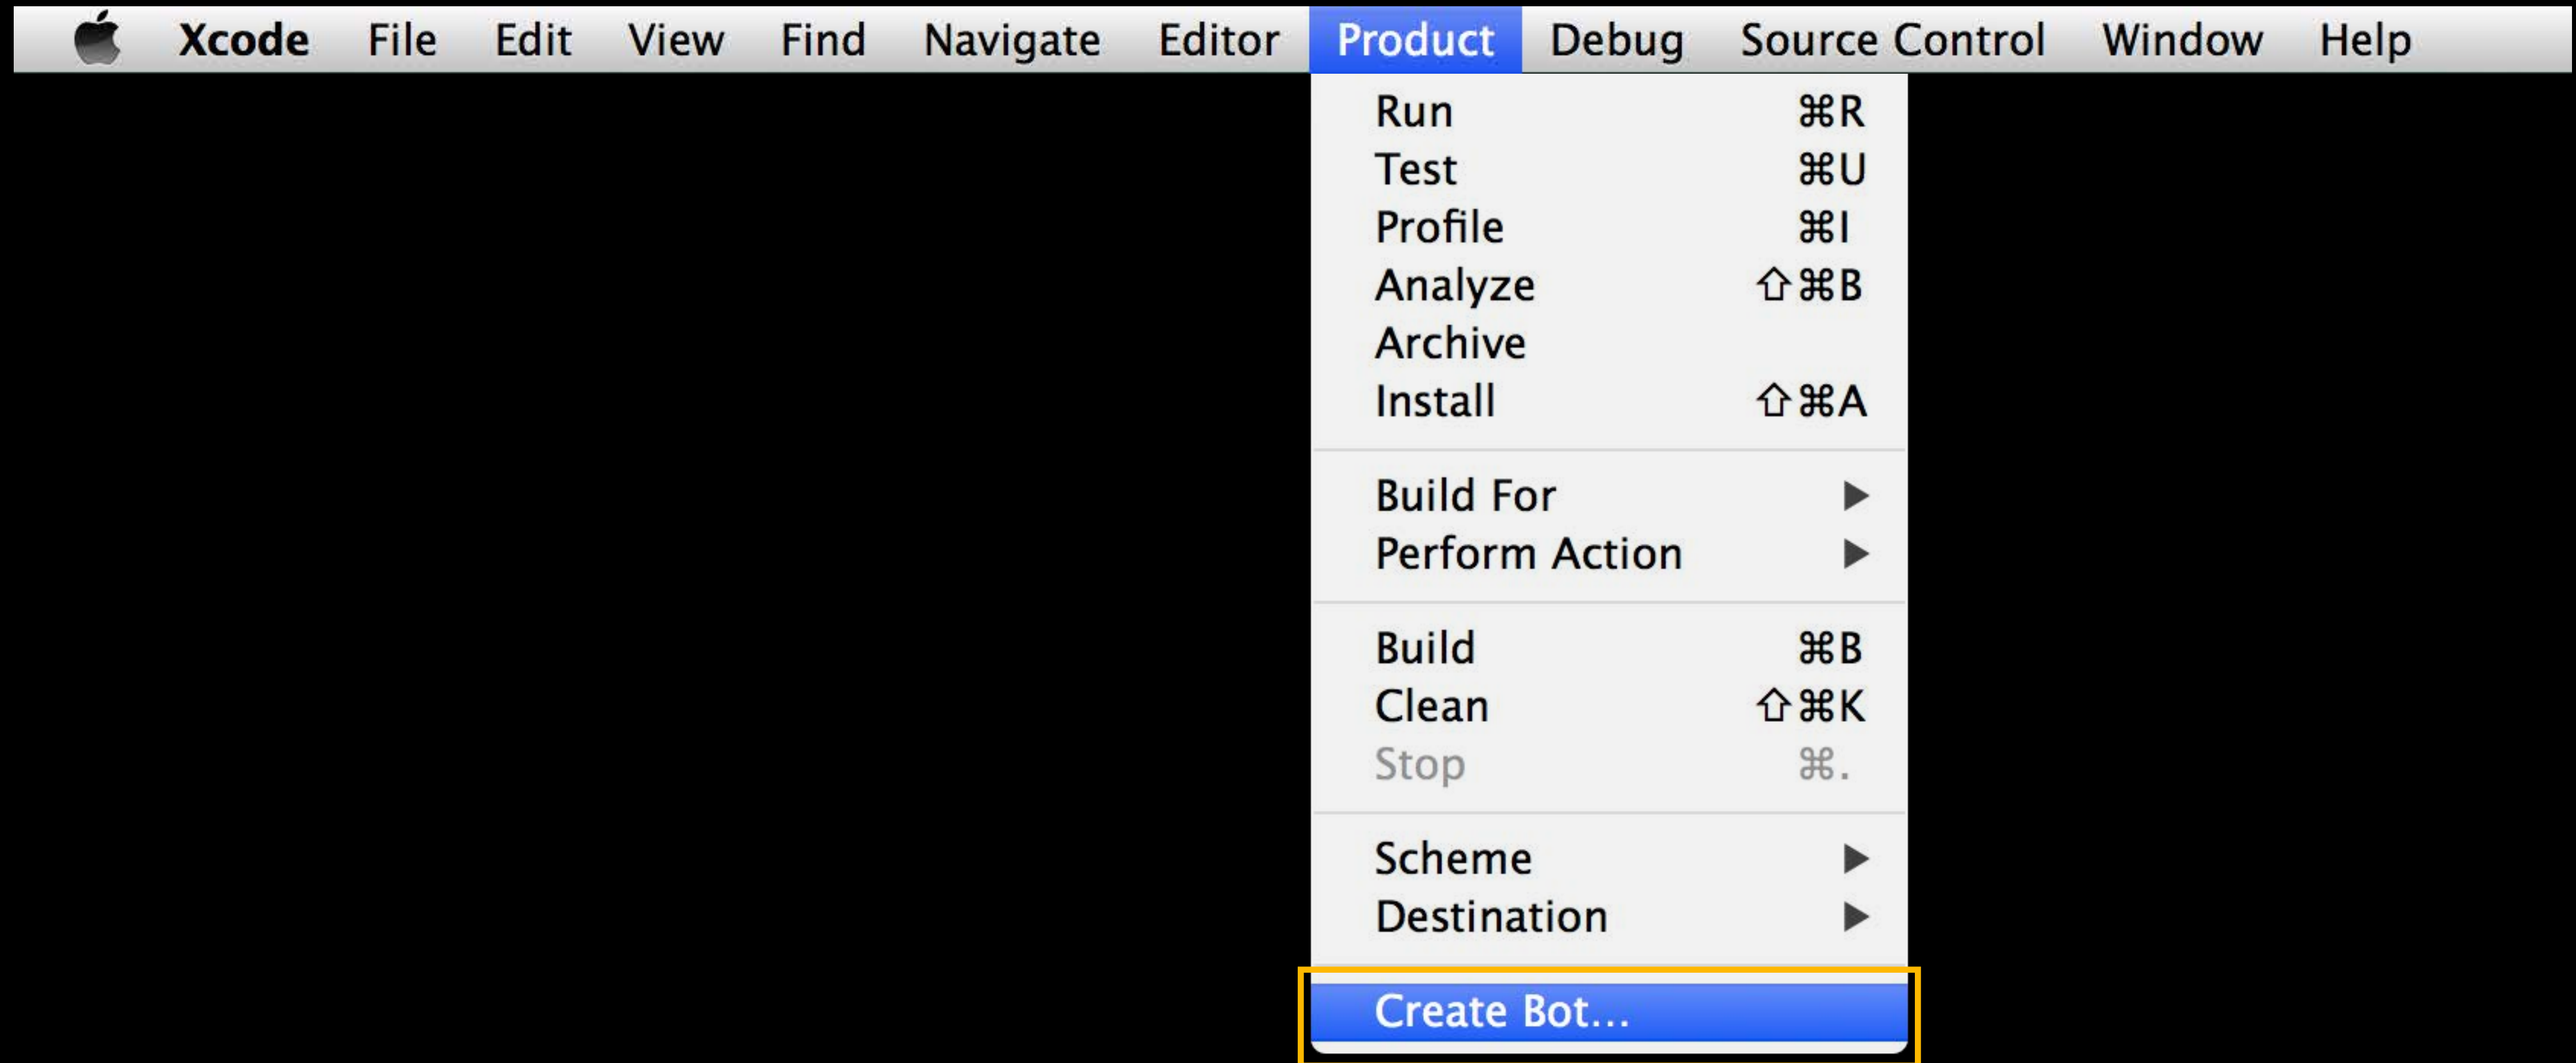 Xcode File Edit View Find Navigate Editor Product Debug Source Control Window Help
Run ⌘R
Test ⌘U
Profile ⌘I
Analyze ⇧⌘B
Archive
Install ⇧⌘A
Build For ▶
Perform Action ▶
Build ⌘B
Clean ⇧⌘K
Stop ⌘.
Scheme ▶
Destination ▶
Create Bot...